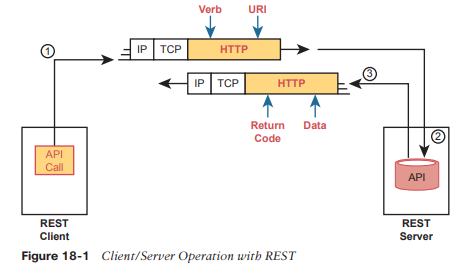 Verb URI
1
IP TCP HTTP
IP TCP HTTP
3
Return
Code
Data
2
API
Call
API
REST
Client
REST
Server
Figure 18-1 Client/Server Operation with REST